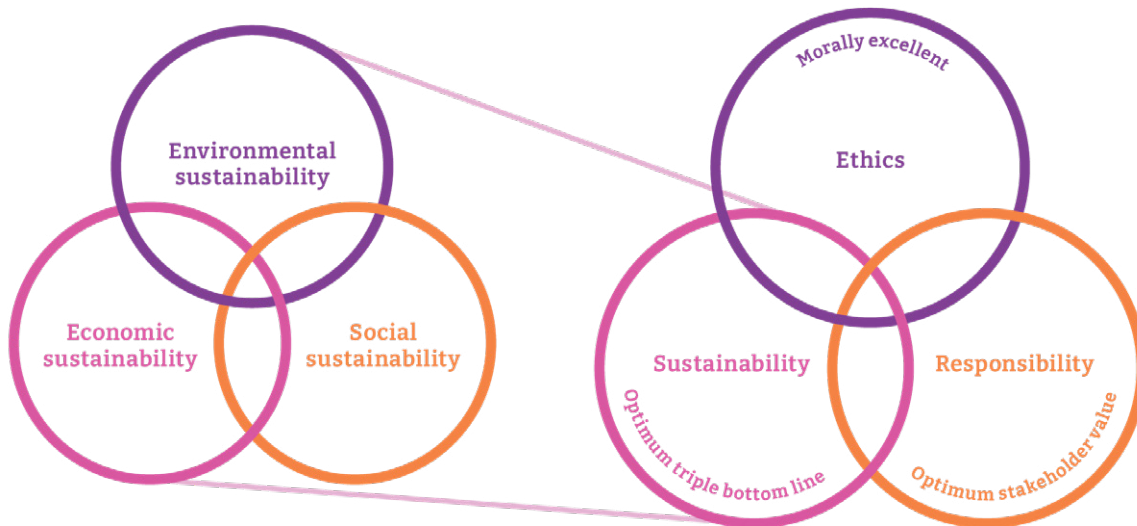 Environmental
sustainability
Economic
sustainability
Social
sustainability
Morally excellent
Ethics
Sustainability
Optimum triple bottom line
Responsibility
Optimum stakeholder value